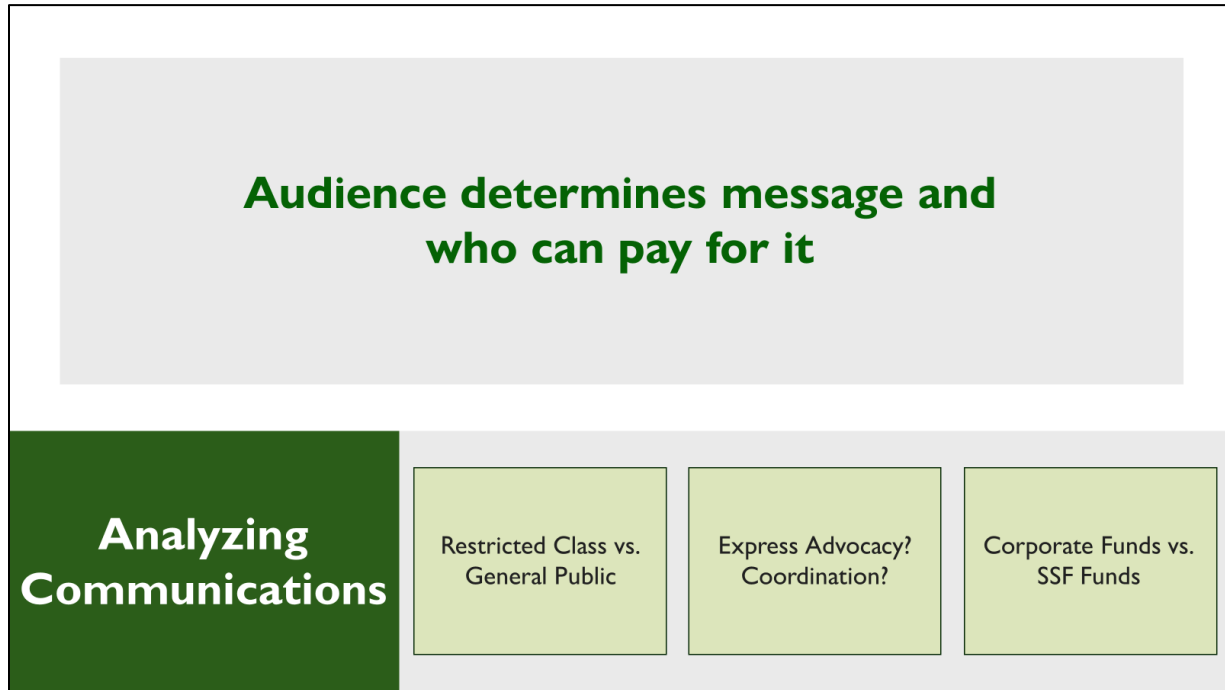 Audience determines message and
who can pay for it
Analyzing
Communications
Restricted Class vs.
General Public
Express Advocacy?
Coordination?
Corporate Funds vs.
SSF Funds